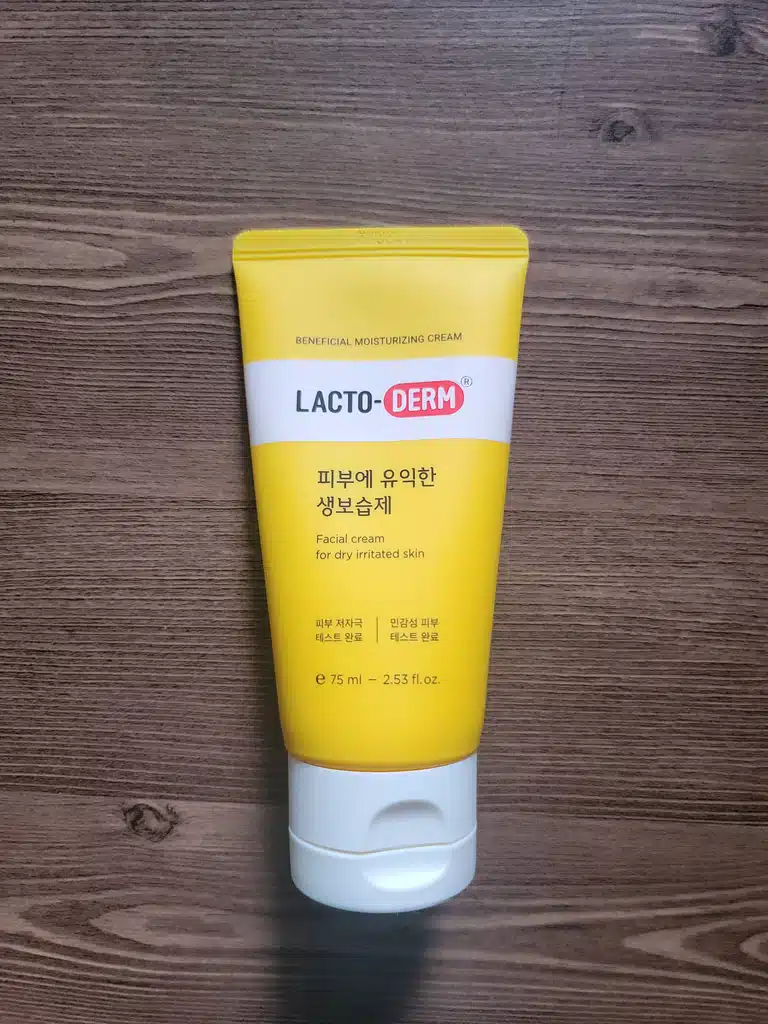 BENEFICIAL MOISTURIZING CREAM
LACTO-DERM®
피부에 유익한
생보습제
Facial cream
for dry irritated skin
피부 저자극 | 민감성 피부
테스트 완료 | 테스트 완료
℮ 75 ml – 2.53 fl. oz.